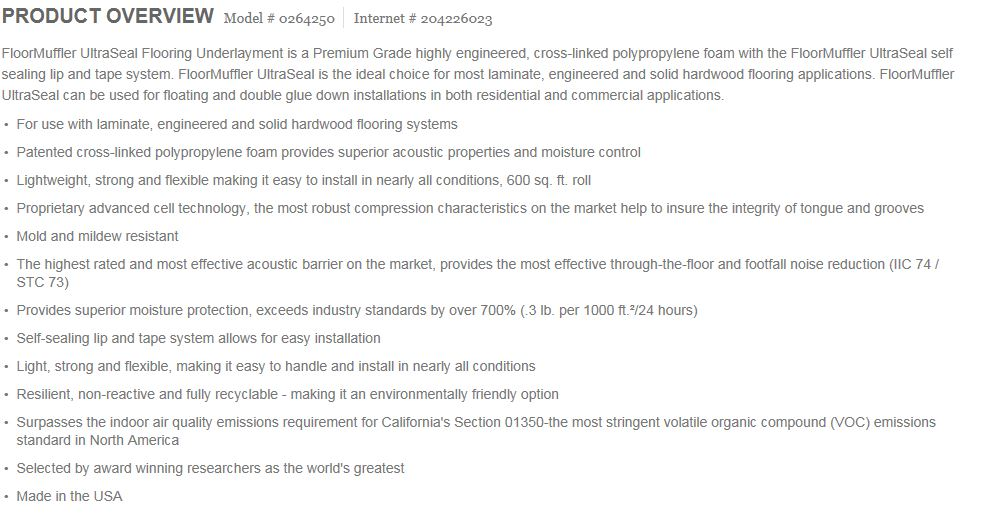 PRODUCT OVERVIEW Model # 0264250 | Internet # 204226023
FloorMuffler UltraSeal Flooring Underlayment is a Premium Grade highly engineered, cross-linked polypropylene foam with the FloorMuffler UltraSeal self
sealing lip and tape system. FloorMuffler UltraSeal is the ideal choice for most laminate, engineered and solid hardwood flooring applications. FloorMuffler
UltraSeal can be used for floating and double glue down installations in both residential and commercial applications.
• For use with laminate, engineered and solid hardwood flooring systems
• Patented cross-linked polypropylene foam provides superior acoustic properties and moisture control
• Lightweight, strong and flexible making it easy to install in nearly all conditions, 600 sq. ft. roll
• Proprietary advanced cell technology, the most robust compression characteristics on the market help to insure the integrity of tongue and grooves
• Mold and mildew resistant
• The highest rated and most effective acoustic barrier on the market, provides the most effective through-the-floor and footfall noise reduction (IIC 74 /
STC 73)
• Provides superior moisture protection, exceeds industry standards by over 700% (.3 lb. per 1000 ft.²/24 hours)
• Self-sealing lip and tape system allows for easy installation
• Light, strong and flexible, making it easy to handle and install in nearly all conditions
• Resilient, non-reactive and fully recyclable - making it an environmentally friendly option
• Surpasses the indoor air quality emissions requirement for California's Section 01350-the most stringent volatile organic compound (VOC) emissions
standard in North America
• Selected by award winning researchers as the world's greatest
• Made in the USA